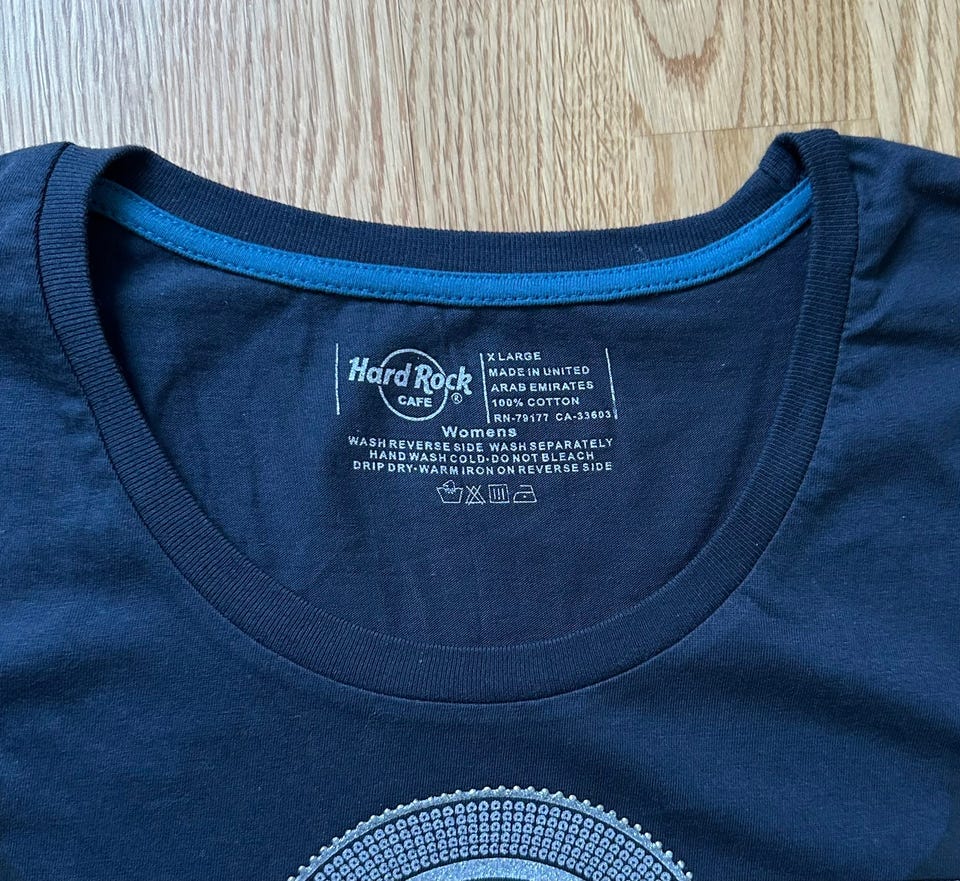 Hard Rock
CAFE ®
X LARGE
MADE IN UNITED
ARAB EMIRATES
100% COTTON
RN-79177 CA-33603
Womens
WASH REVERSE SIDE WASH SEPARATELY
HAND WASH COLD·DO NOT BLEACH
DRIP DRY·WARM IRON ON REVERSE SIDE